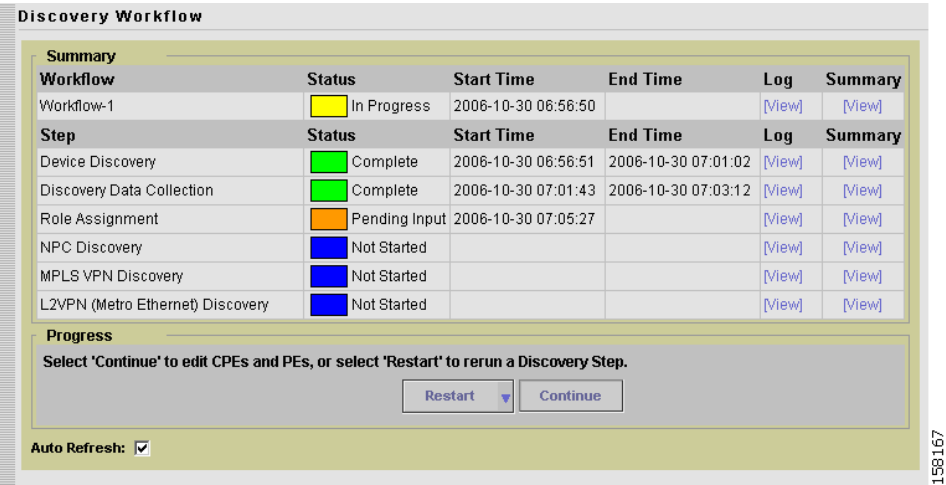 Discovery Workflow
Summary
Workflow Status Start Time End Time Log Summary
Workflow-1 In Progress 2006-10-30 06:56:50 [View] [View]
Step Status Start Time End Time Log Summary
Device Discovery Complete 2006-10-30 06:56:51 2006-10-30 07:01:02 [View] [View]
Discovery Data Collection Complete 2006-10-30 07:01:43 2006-10-30 07:03:12 [View] [View]
Role Assignment Pending Input 2006-10-30 07:05:27 [View] [View]
NPC Discovery Not Started [View] [View]
MPLS VPN Discovery Not Started [View] [View]
L2VPN (Metro Ethernet) Discovery Not Started [View] [View]
Progress
Select 'Continue' to edit CPEs and PEs, or select 'Restart' to rerun a Discovery Step.
Restart Continue
Auto Refresh:
158167